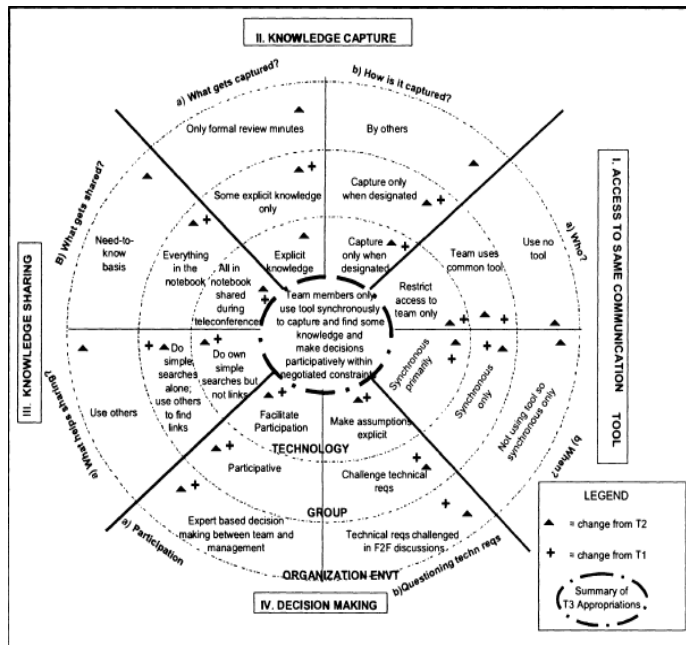 II. KNOWLEDGE CAPTURE
a) What gets captured?
b) How is it captured?
Only formal review minutes
By others
B) What gets shared?
Some explicit knowledge
only
Capture only
when designated
I. ACCESS TO SAME COMMUNICATION TOOL
a) Who?
Need-to-
know
basis
Everything
in the
notebook
Explicit
knowledge
Capture
only when
designated
Team uses
common tool
Use no
tool
All in
notebook
shared
during
teleconferences
Restrict
access to
team only
III. KNOWLEDGE SHARING
Team members only
use tool synchronously
to capture and find some
knowledge and
make decisions
participatively within
negotiated constraints
Do
simple
searches
alone;
use others
to find
links
Do own
simple
searches but
not links
Synchronous
primarily
Synchronous
only
Not using tool so
synchronous only
Use others
a) What helps sharing?
b) When?
Facilitate
Participation
Make assumptions
explicit
TECHNOLOGY
Participative
Challenge technical
reqs
GROUP
Expert based decision
making between team and
management
Technical reqs challenged
in F2F discussions
a) Participation
b)Questioning techn reqs
ORGANIZATION ENVT
IV. DECISION MAKING
LEGEND
▲ = change from T2
+ = change from T1
Summary of
T3 Appropriations